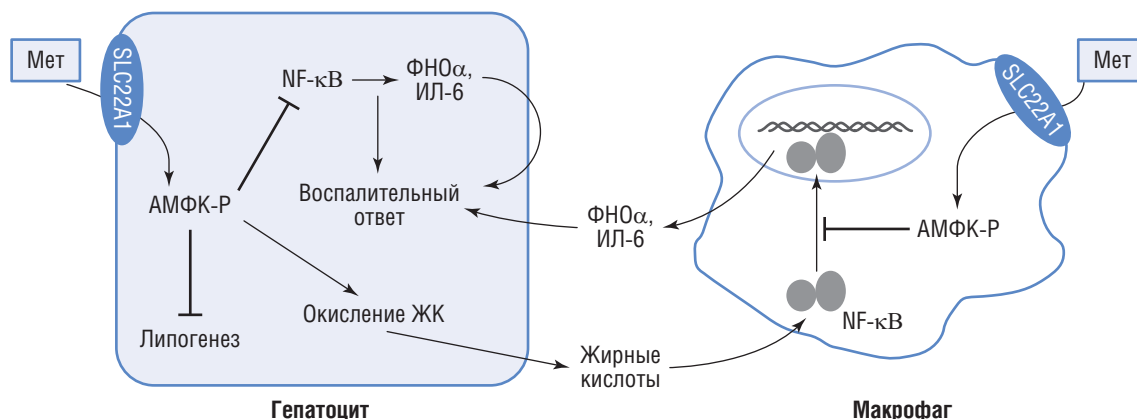 Мет
SLC22A1
NF-κB
ФНОα,
ИЛ-6
Воспалительный
ответ
АМФК-P
Липогенез
Окисление ЖК
Гепатоцит
ФНОα,
ИЛ-6
Жирные
кислоты
Мет
SLC22A1
АМФК-P
NF-κB
Макрофаг